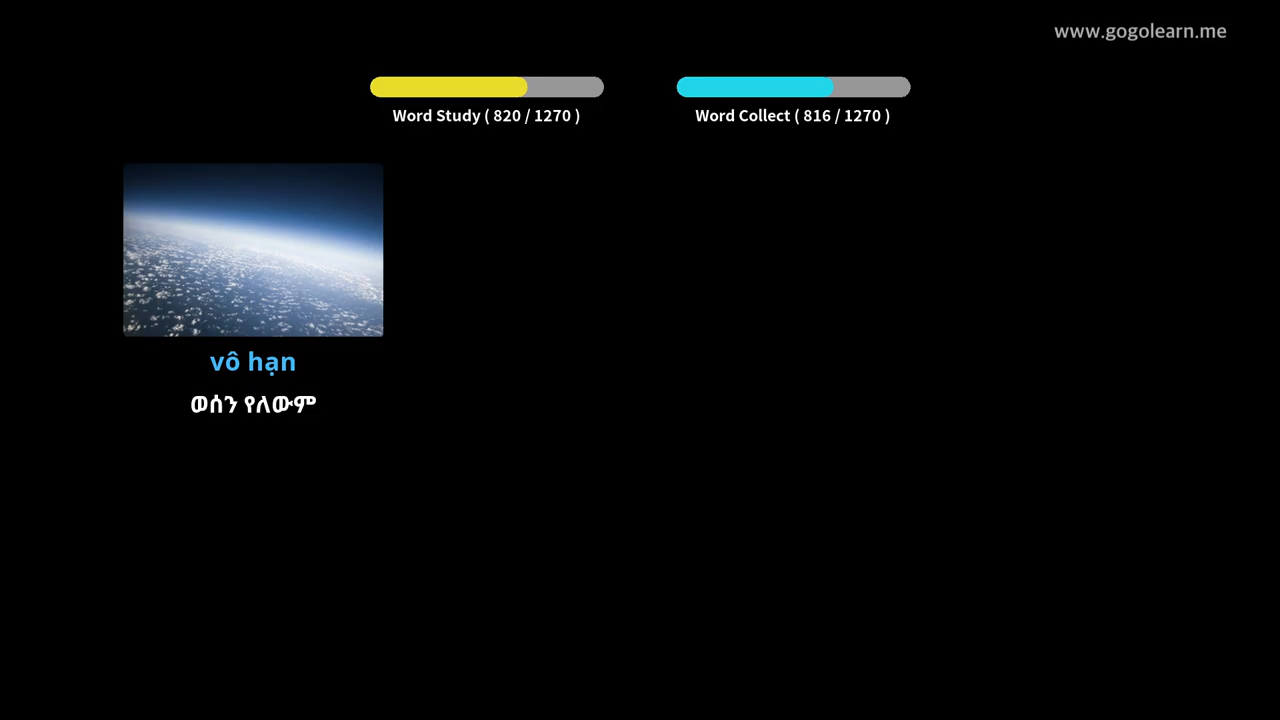 www.gogolearn.me
Word Study ( 820 / 1270 )
Word Collect ( 816 / 1270 )
vô hạn
ወሰን የለውም